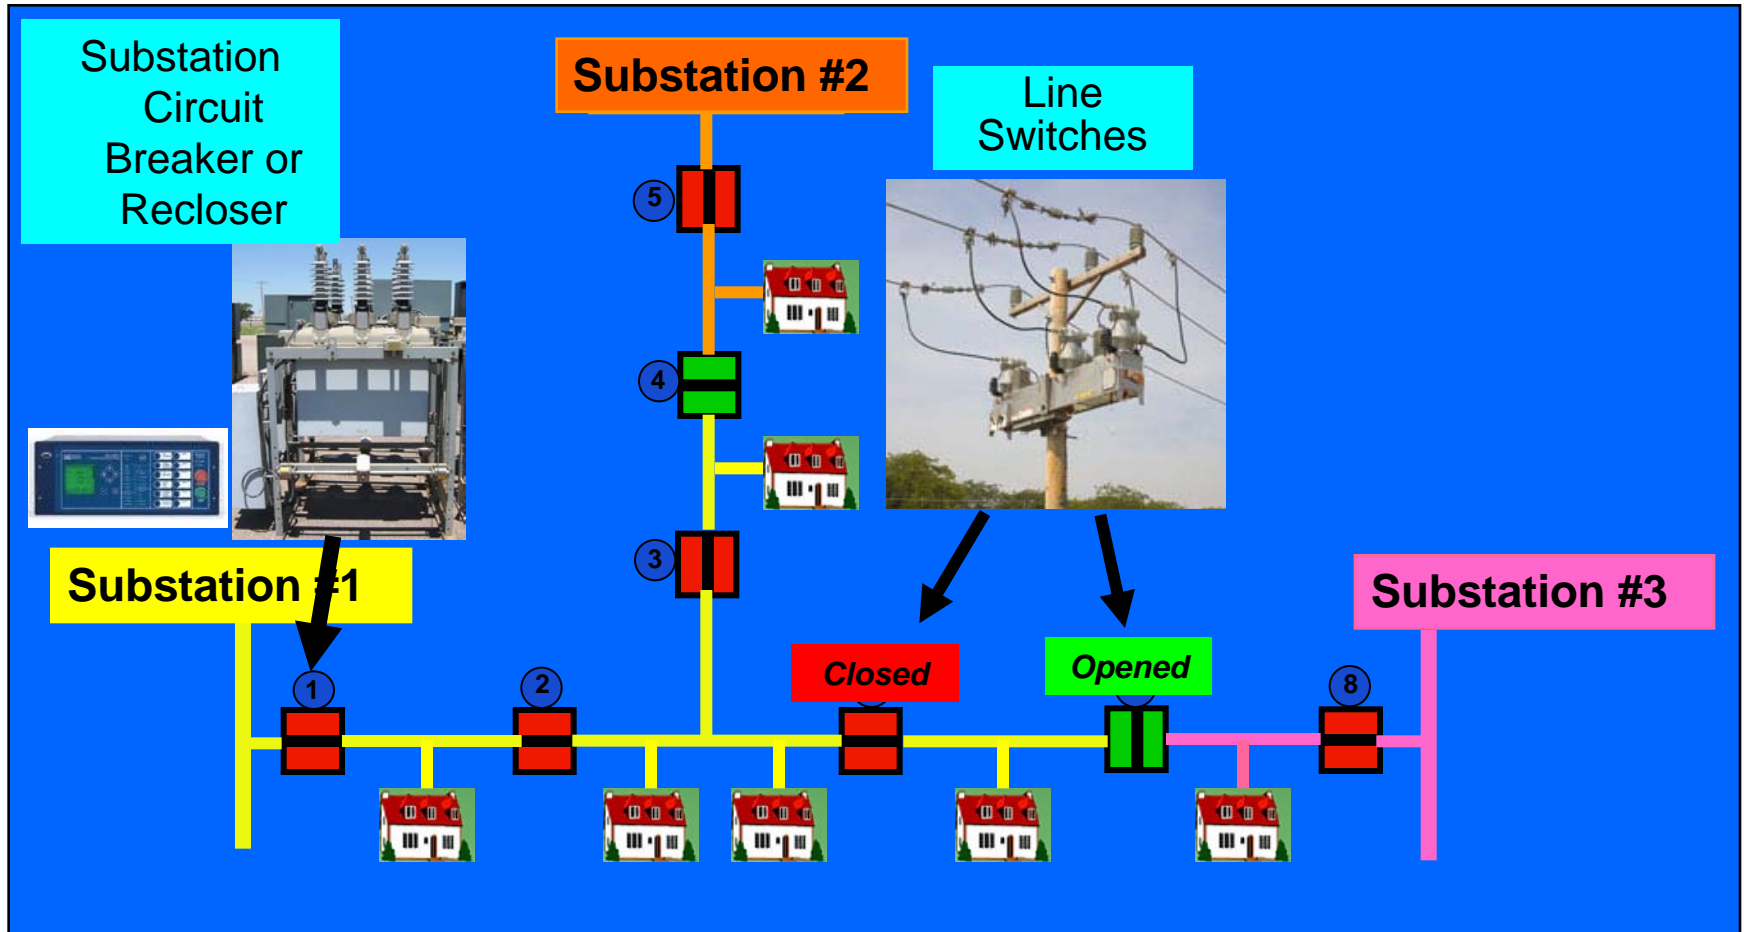 Substation
Circuit
Breaker or
Recloser
Substation #2
Line
Switches
5
4
3
Substation #1
Substation #3
1
2
Closed
Opened
8